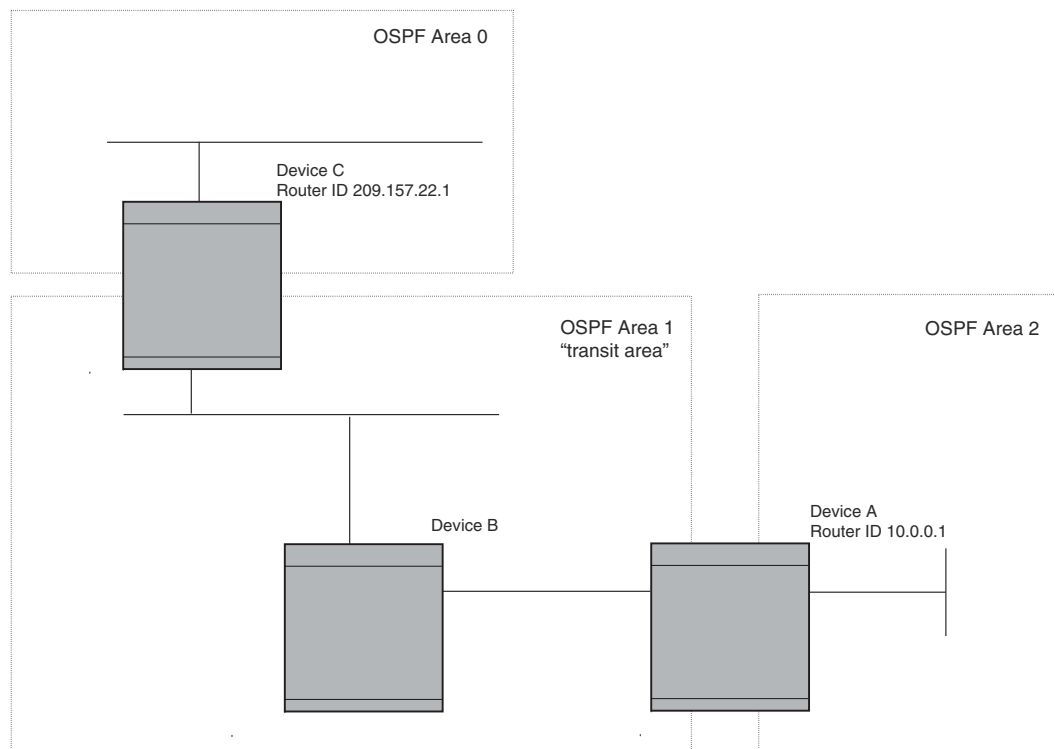 OSPF Area 0
Device C
Router ID 209.157.22.1
OSPF Area 1
“transit area”
OSPF Area 2
Device B
Device A
Router ID 10.0.0.1